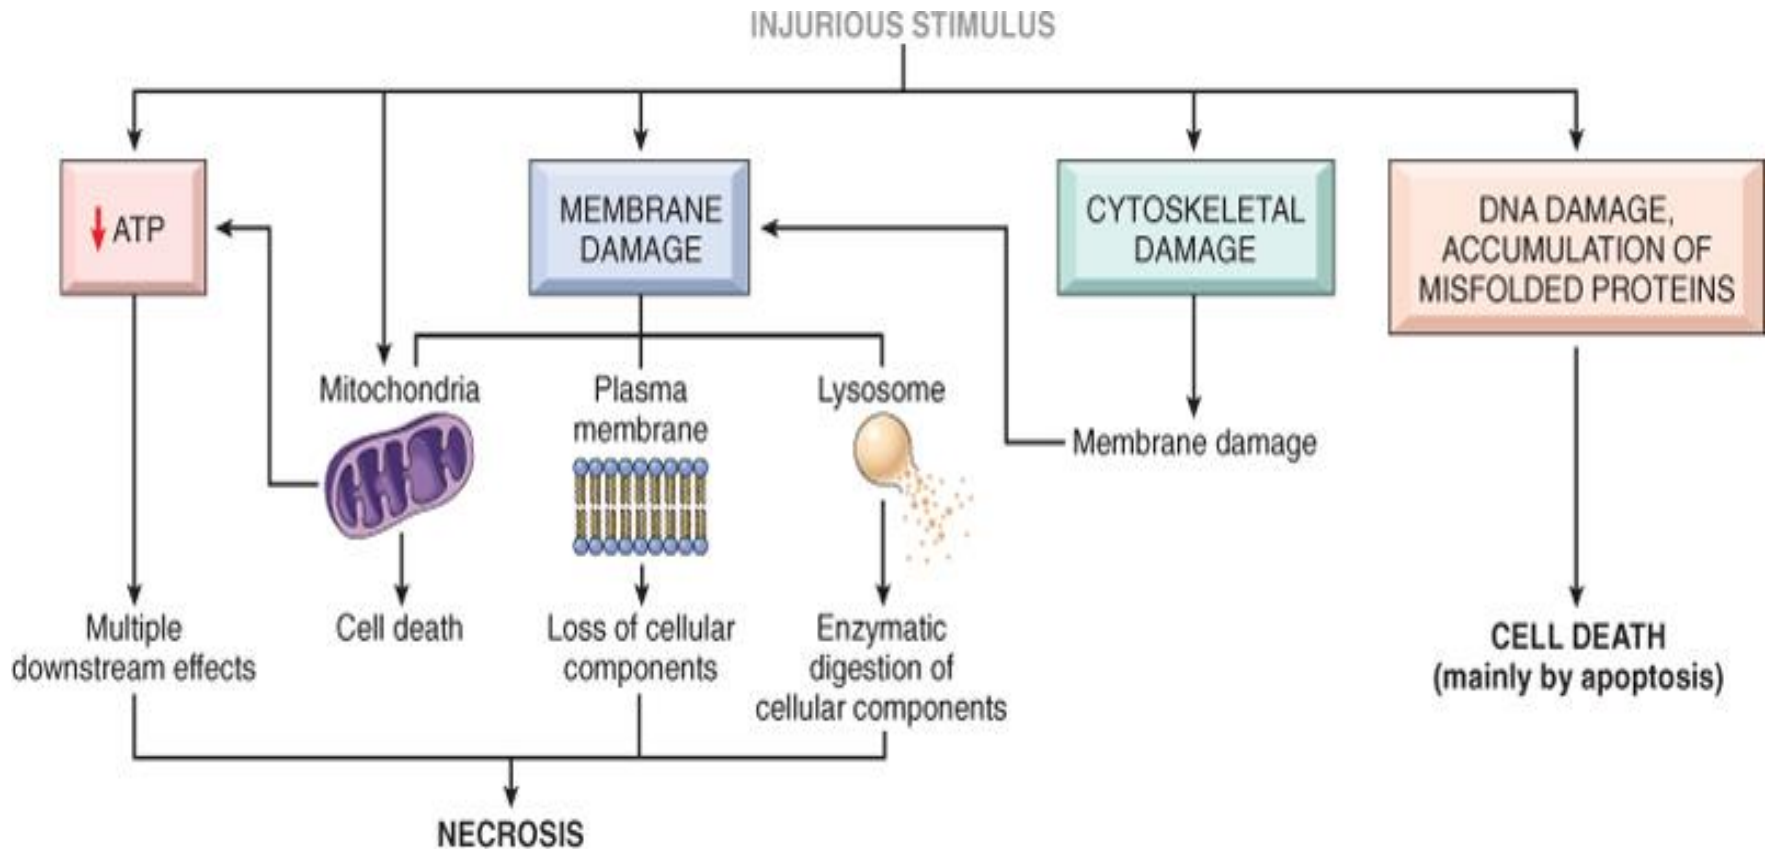 INJURIOUS STIMULUS
↓ ATP
MEMBRANE
DAMAGE
CYTOSKELETAL
DAMAGE
DNA DAMAGE,
ACCUMULATION OF
MISFOLDED PROTEINS
Mitochondria
Plasma
membrane
Lysosome
Membrane damage
Multiple
downstream effects
Cell death
Loss of cellular
components
Enzymatic
digestion of
cellular components
CELL DEATH
(mainly by apoptosis)
NECROSIS